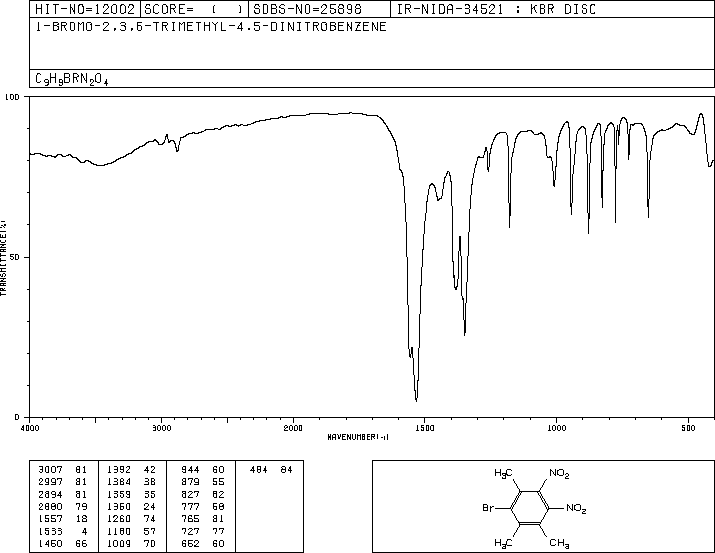 HIT-NO=12002 SCORE= ( ) SDBS-NO=25898 IR-NIDA-34521 : KBR DISC
1-BROMO-2,3,6-TRIMETHYL-4,5-DINITROBENZENE
C9H9BRN2O4
100
50
0
TRANSMITTANCE(%)
4000 3000 2000 1500 1000 500
WAVENUMBER(-1)
3007 81 1392 42 944 60 484 84
2997 81 1384 38 879 55
2894 81 1359 35 827 62
2880 79 1350 24 777 58
1557 18 1260 74 765 81
1533 4 1180 57 727 77
1450 66 1009 70 652 60
H3C NO2
Br NO2
H3C CH3